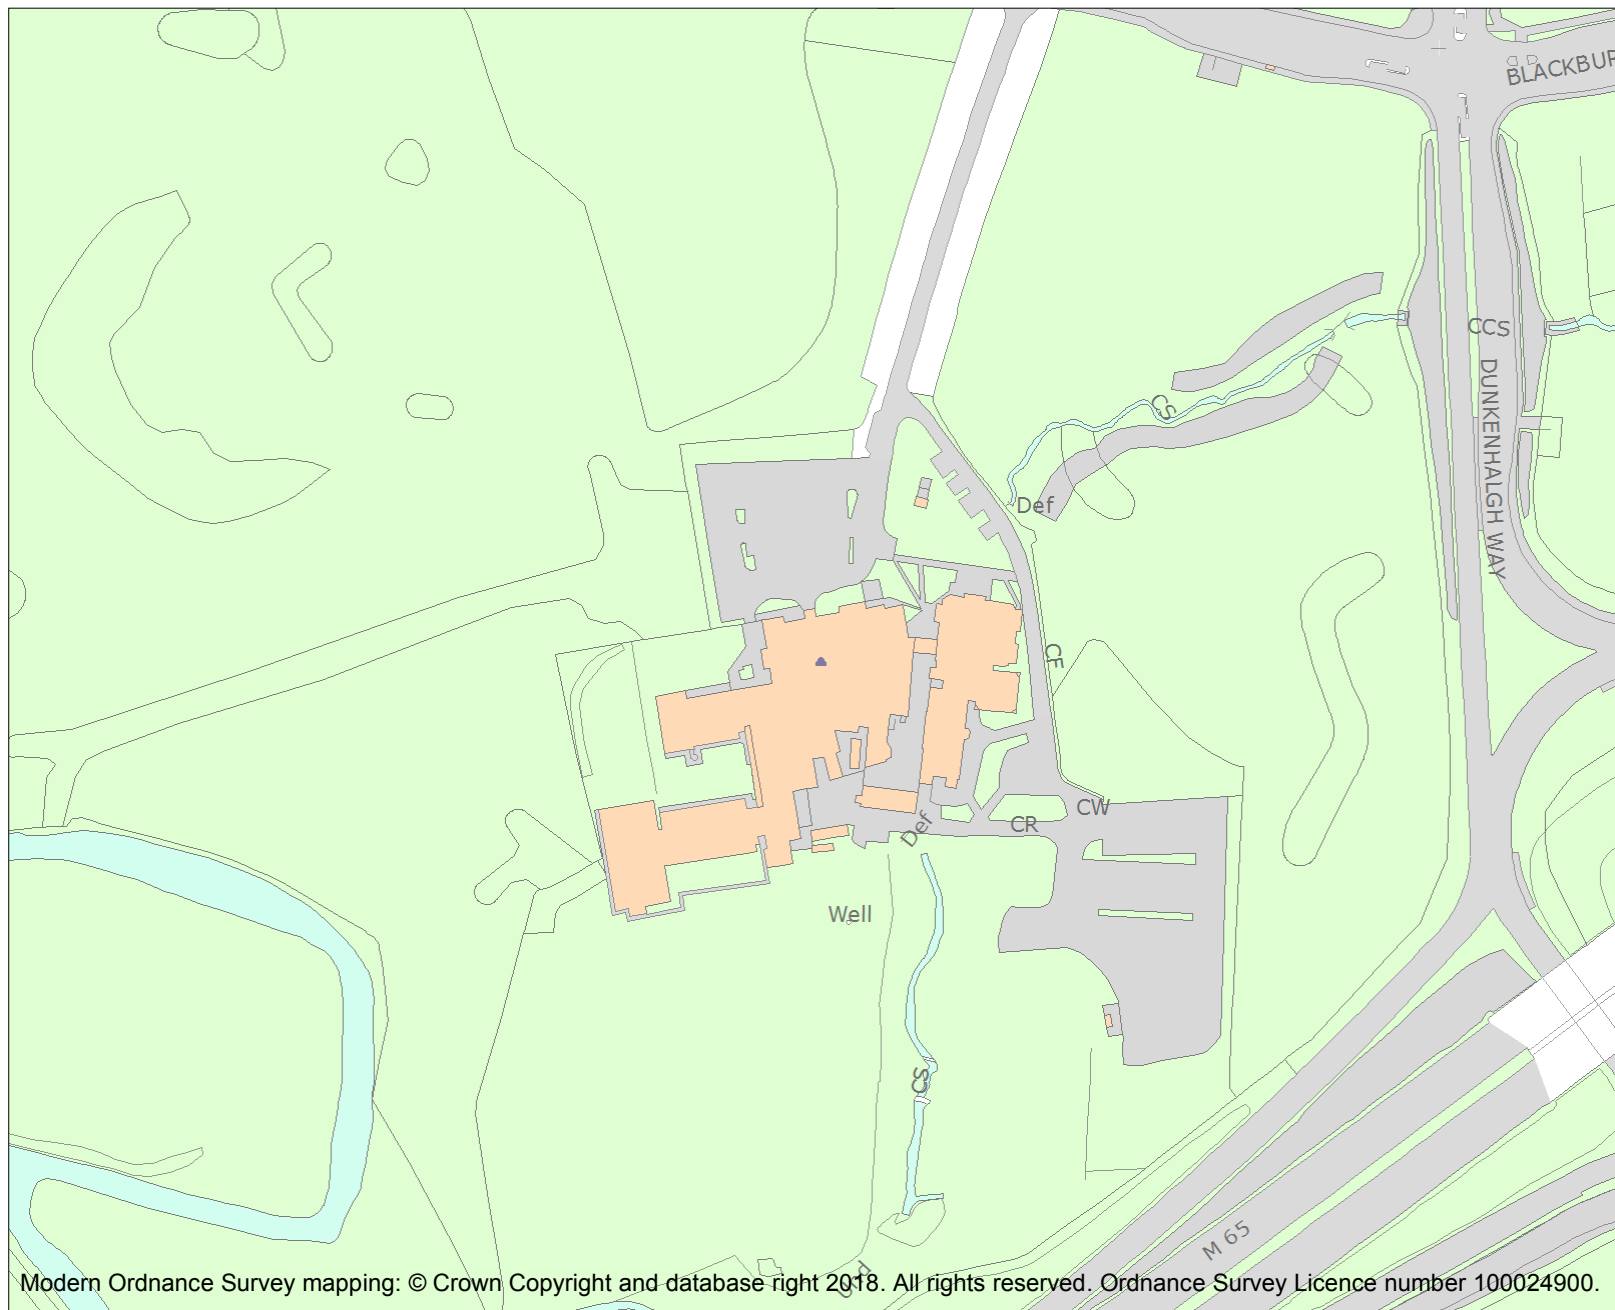 BLACKBUR
CCS
DUNKENHALGH WAY
CS
Def
CF
CW
CR
Def
Well
CS
M 65
Und
Modern Ordnance Survey mapping: © Crown Copyright and database right 2018. All rights reserved. Ordnance Survey Licence number 100024900.